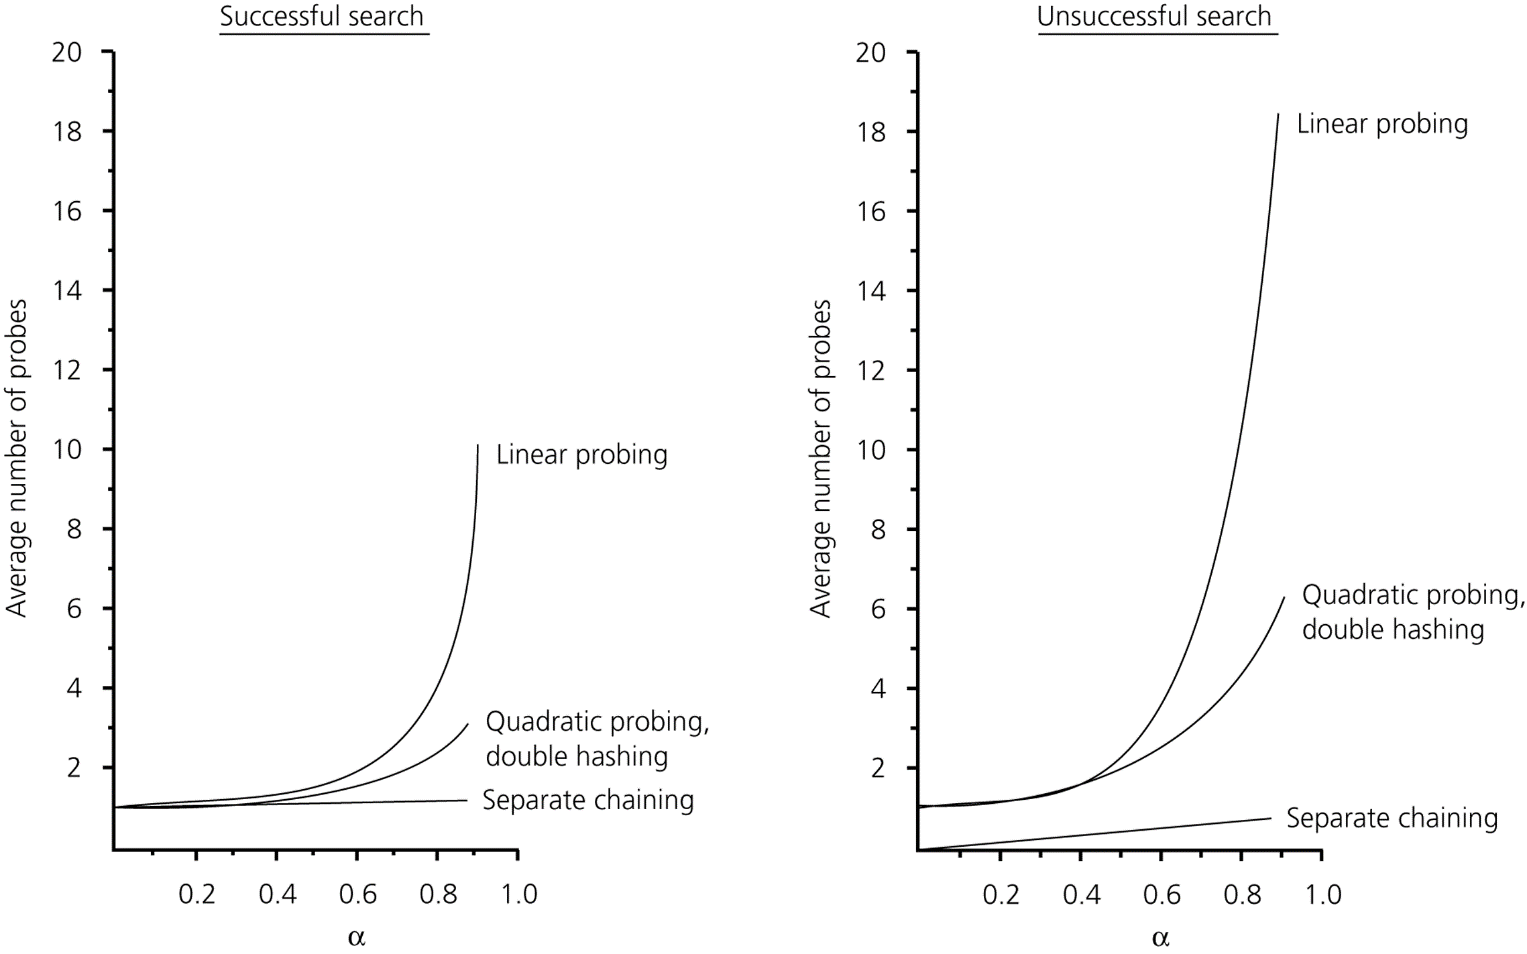 Successful search
20
18
16
14
12
10
8
6
4
2
Average number of probes
Linear probing
Quadratic probing,
double hashing
Separate chaining
0.2 0.4 0.6 0.8 1.0
α
Unsuccessful search
20
18
16
14
12
10
8
6
4
2
Average number of probes
Linear probing
Quadratic probing,
double hashing
Separate chaining
0.2 0.4 0.6 0.8 1.0
α